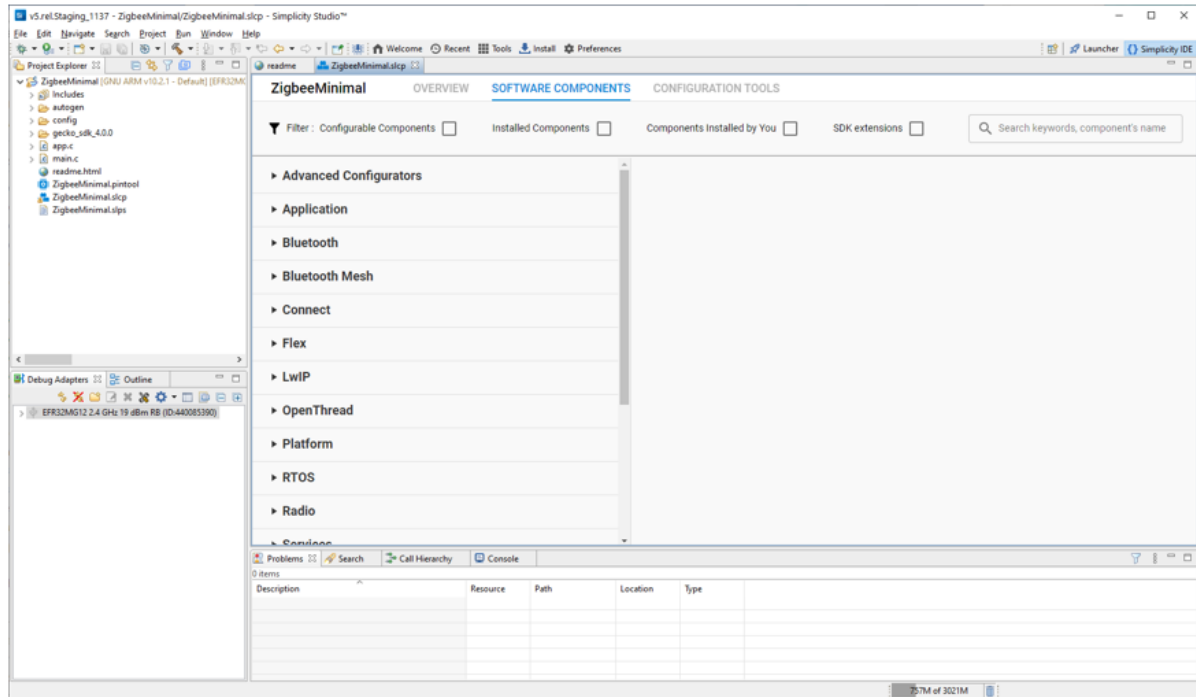 v5.rel.Staging_1137 - ZigbeeMinimal/ZigbeeMinimal.slcp - Simplicity Studio™
File Edit Navigate Search Project Run Window Help
Welcome Recent Tools Install Preferences
Launcher Simplicity IDE
Project Explorer
ZigbeeMinimal [GNU ARM v10.2.1 - Default] [EFR32MG
Includes
autogen
config
gecko_sdk_4.0.0
app.c
main.c
readme.html
ZigbeeMinimal.pintool
ZigbeeMinimal.slcp
ZigbeeMinimal.slps
Debug Adapters Outline
EFR32MG12 2.4 GHz 19 dBm RB (ID:440085390)
readme ZigbeeMinimal.slcp
ZigbeeMinimal OVERVIEW SOFTWARE COMPONENTS CONFIGURATION TOOLS
Filter : Configurable Components Installed Components Components Installed by You SDK extensions Search keywords, component's name
Advanced Configurators
Application
Bluetooth
Bluetooth Mesh
Connect
Flex
LwIP
OpenThread
Platform
RTOS
Radio
Services
Problems Search Call Hierarchy Console
0 items
Description Resource Path Location Type
757M of 3021M